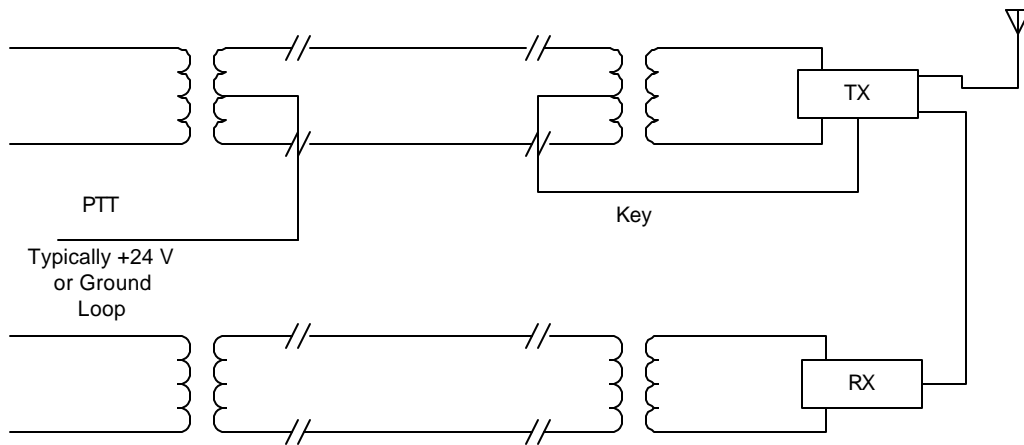 TX
PTT
Key
Typically +24 V
or Ground
Loop
RX